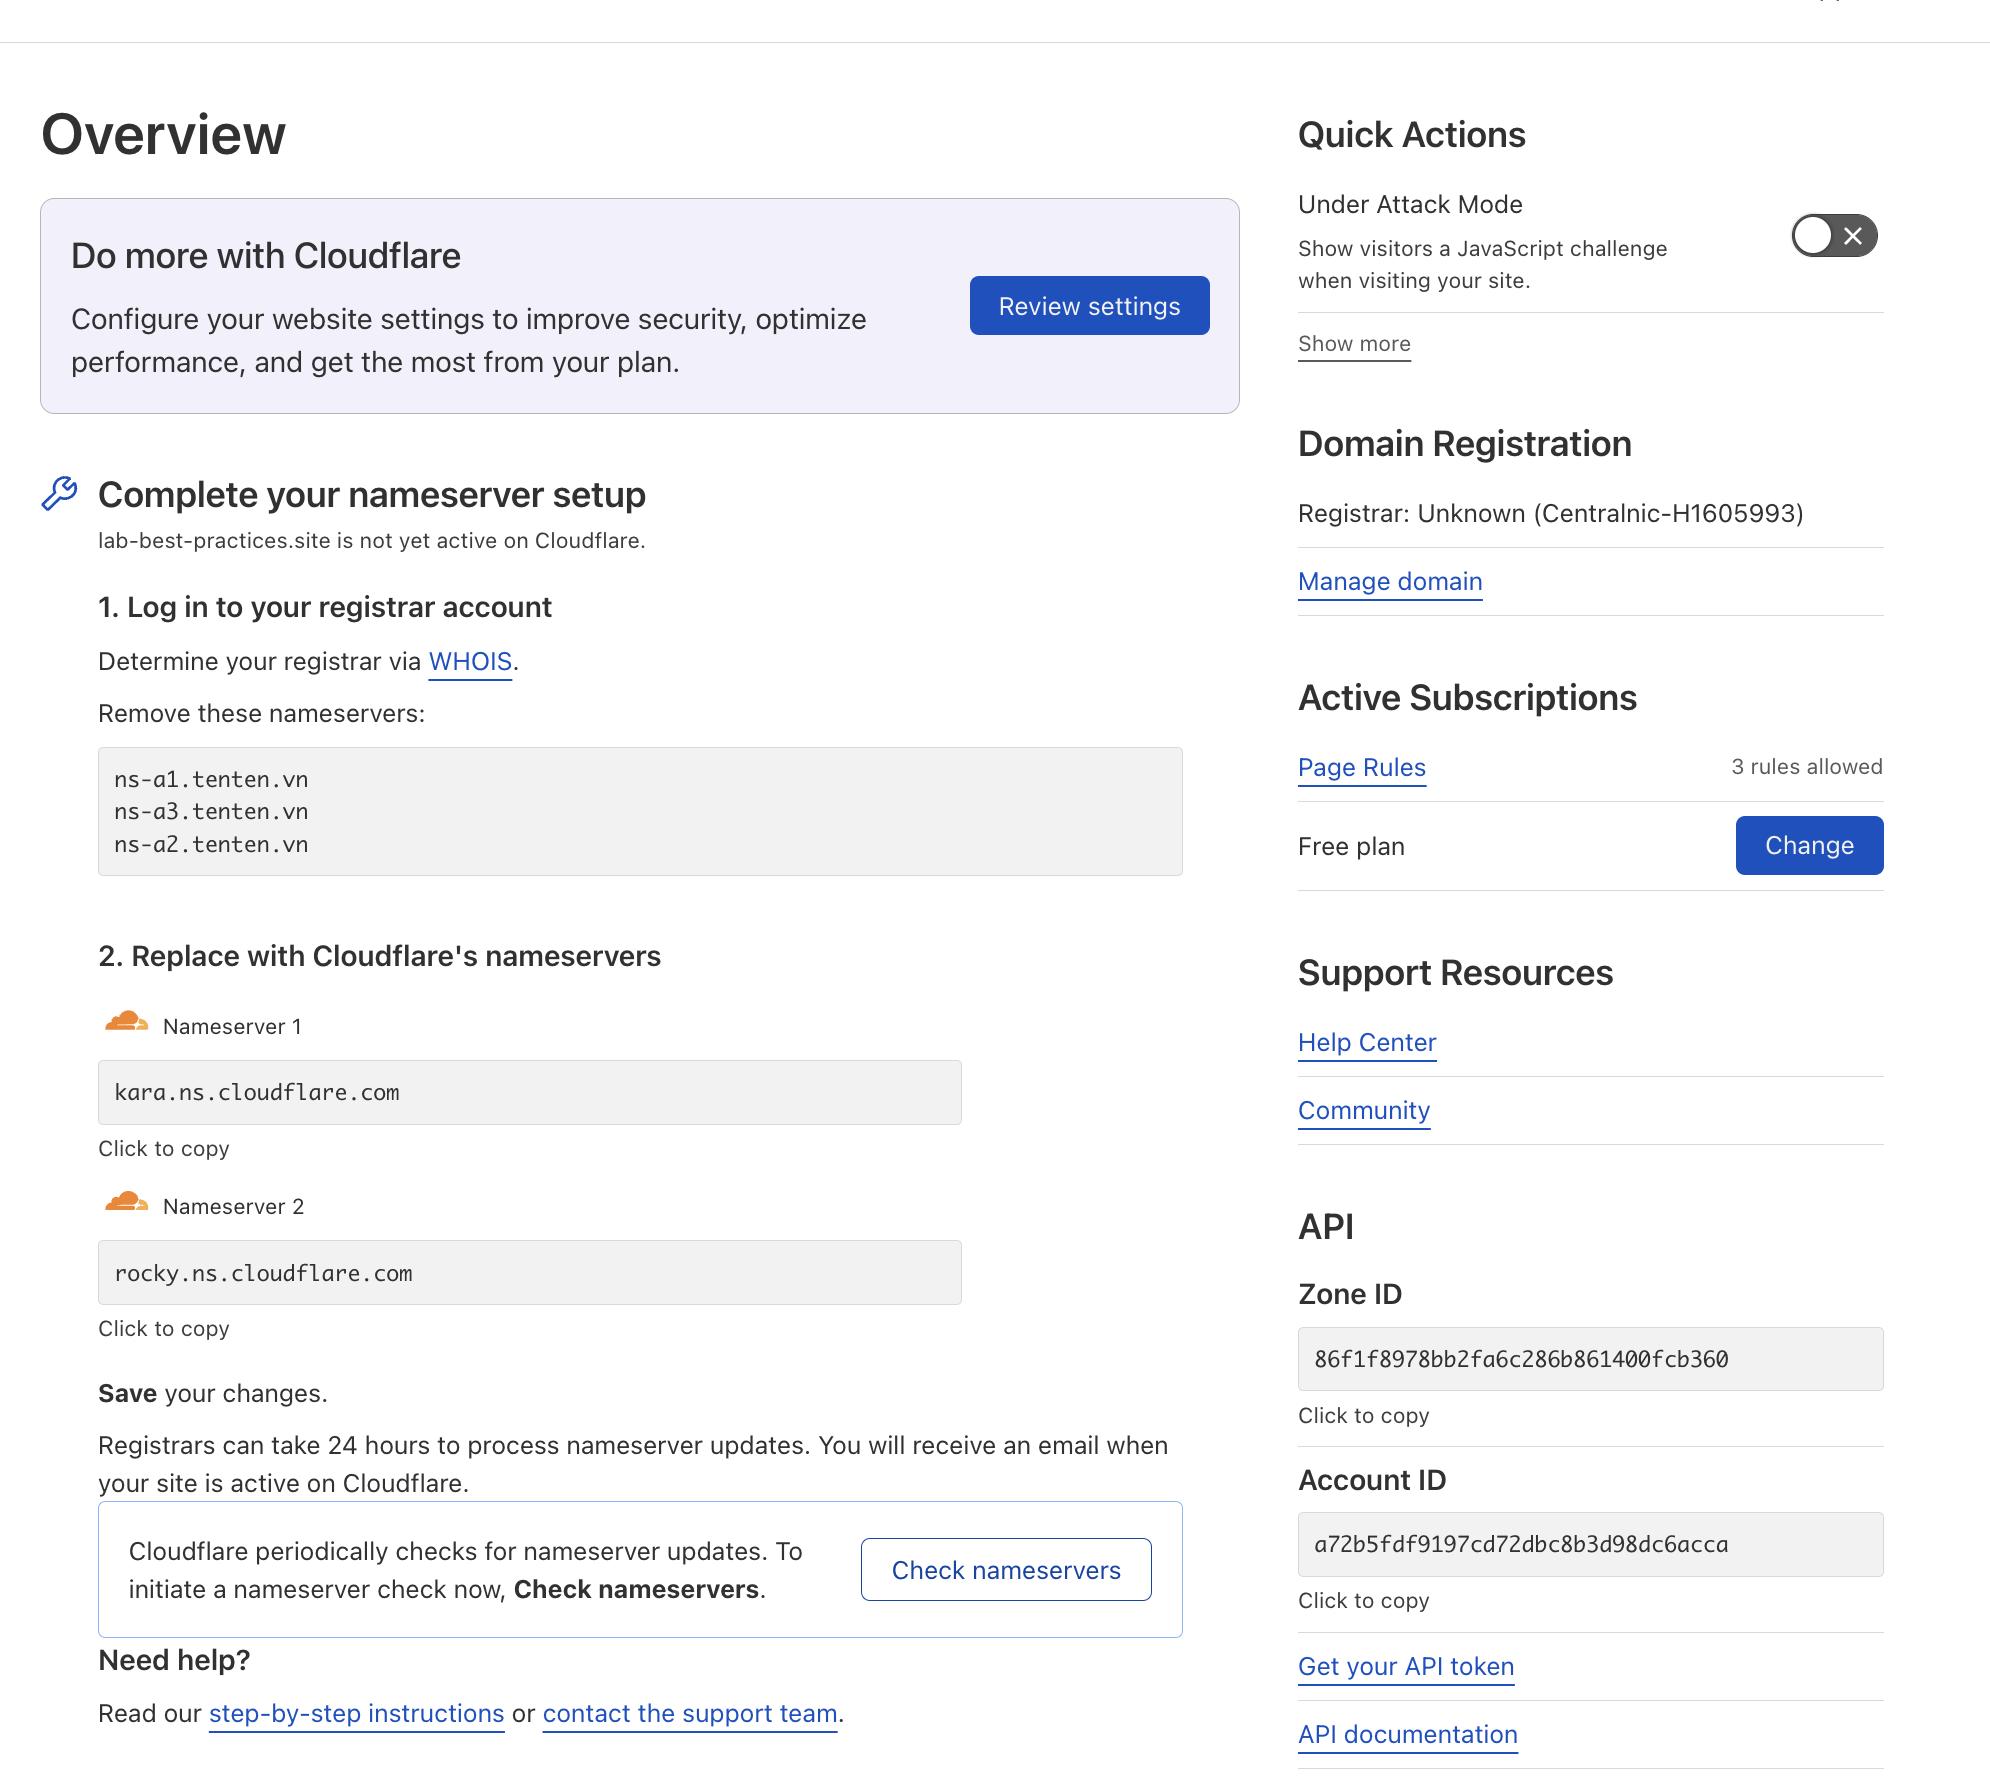 Overview
Do more with Cloudflare
Configure your website settings to improve security, optimize
performance, and get the most from your plan.
Review settings
Complete your nameserver setup
lab-best-practices.site is not yet active on Cloudflare.
1. Log in to your registrar account
Determine your registrar via WHOIS.
Remove these nameservers:
ns-a1.tenten.vn
ns-a3.tenten.vn
ns-a2.tenten.vn
2. Replace with Cloudflare's nameservers
Nameserver 1
kara.ns.cloudflare.com
Click to copy
Nameserver 2
rocky.ns.cloudflare.com
Click to copy
Save your changes.
Registrars can take 24 hours to process nameserver updates. You will receive an email when
your site is active on Cloudflare.
Cloudflare periodically checks for nameserver updates. To
initiate a nameserver check now, Check nameservers.
Check nameservers
Need help?
Read our step-by-step instructions or contact the support team.
Quick Actions
Under Attack Mode
Show visitors a JavaScript challenge
when visiting your site.
Show more
Domain Registration
Registrar: Unknown (Centralnic-H1605993)
Manage domain
Active Subscriptions
Page Rules
3 rules allowed
Free plan
Change
Support Resources
Help Center
Community
API
Zone ID
86f1f8978bb2fa6c286b861400fcb360
Click to copy
Account ID
a72b5fdf9197cd72dbc8b3d98dc6acca
Click to copy
Get your API token
API documentation